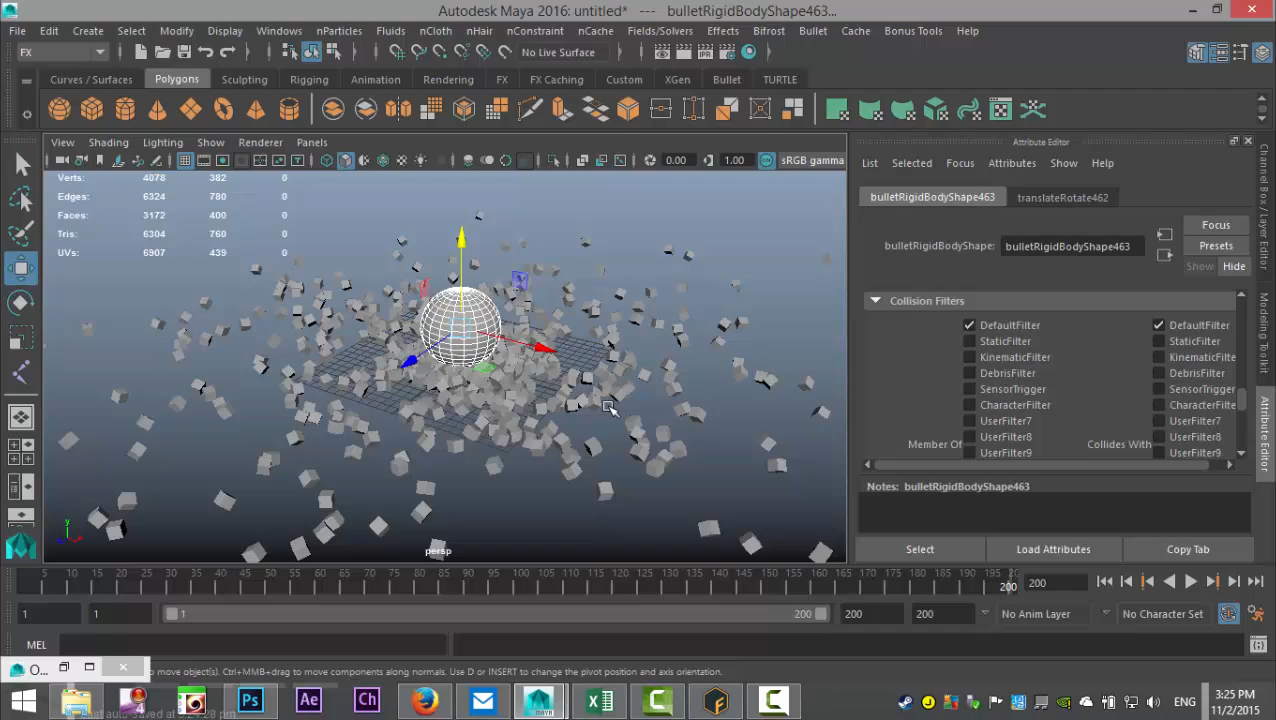 Autodesk Maya 2016: untitled* --- bulletRigidBodyShape463...
File Edit Create Select Modify Display Windows nParticles Fluids nCloth nHair nConstraint nCache Fields/Solvers Effects Bifrost Bullet Cache Bonus Tools Help
FX No Live Surface
Curves / Surfaces Polygons Sculpting Rigging Animation Rendering FX FX Caching Custom XGen Bullet TURTLE
View Shading Lighting Show Renderer Panels
0.00 1.00 sRGB gamma
Verts: 4078 382 0
Edges: 6324 780 0
Faces: 3172 400 0
Tris: 6304 760 0
UVs: 6907 439 0
y
persp
Attribute Editor
List Selected Focus Attributes Show Help
bulletRigidBodyShape463 translateRotate462
Focus
bulletRigidBodyShape: bulletRigidBodyShape463 Presets
Show Hide
Collision Filters
DefaultFilter DefaultFilter
StaticFilter StaticFilter
KinematicFilter KinematicFilte
DebrisFilter DebrisFilter
SensorTrigger SensorTrigger
CharacterFilter CharacterFilte
UserFilter7 UserFilter7
Member Of UserFilter8 Collides With UserFilter8
UserFilter9 UserFilter9
Notes: bulletRigidBodyShape463
Select Load Attributes Copy Tab
Channel Box / Layer Editor
Modeling Toolkit
Attribute Editor
5 10 15 20 25 30 35 40 45 50 55 60 65 70 75 80 85 90 95 100 105 110 115 120 125 130 135 140 145 150 155 160 165 170 175 180 185 190 195 200
200
1 1 1 200 200 200 No Anim Layer No Character Set
MEL
O... to move object(s). Ctrl+MMB+drag to move components along normals. Use D or INSERT to change the pivot position and axis orientation.
Ps Ae Ch MAYA ENG 3:25 PM
11/2/2015